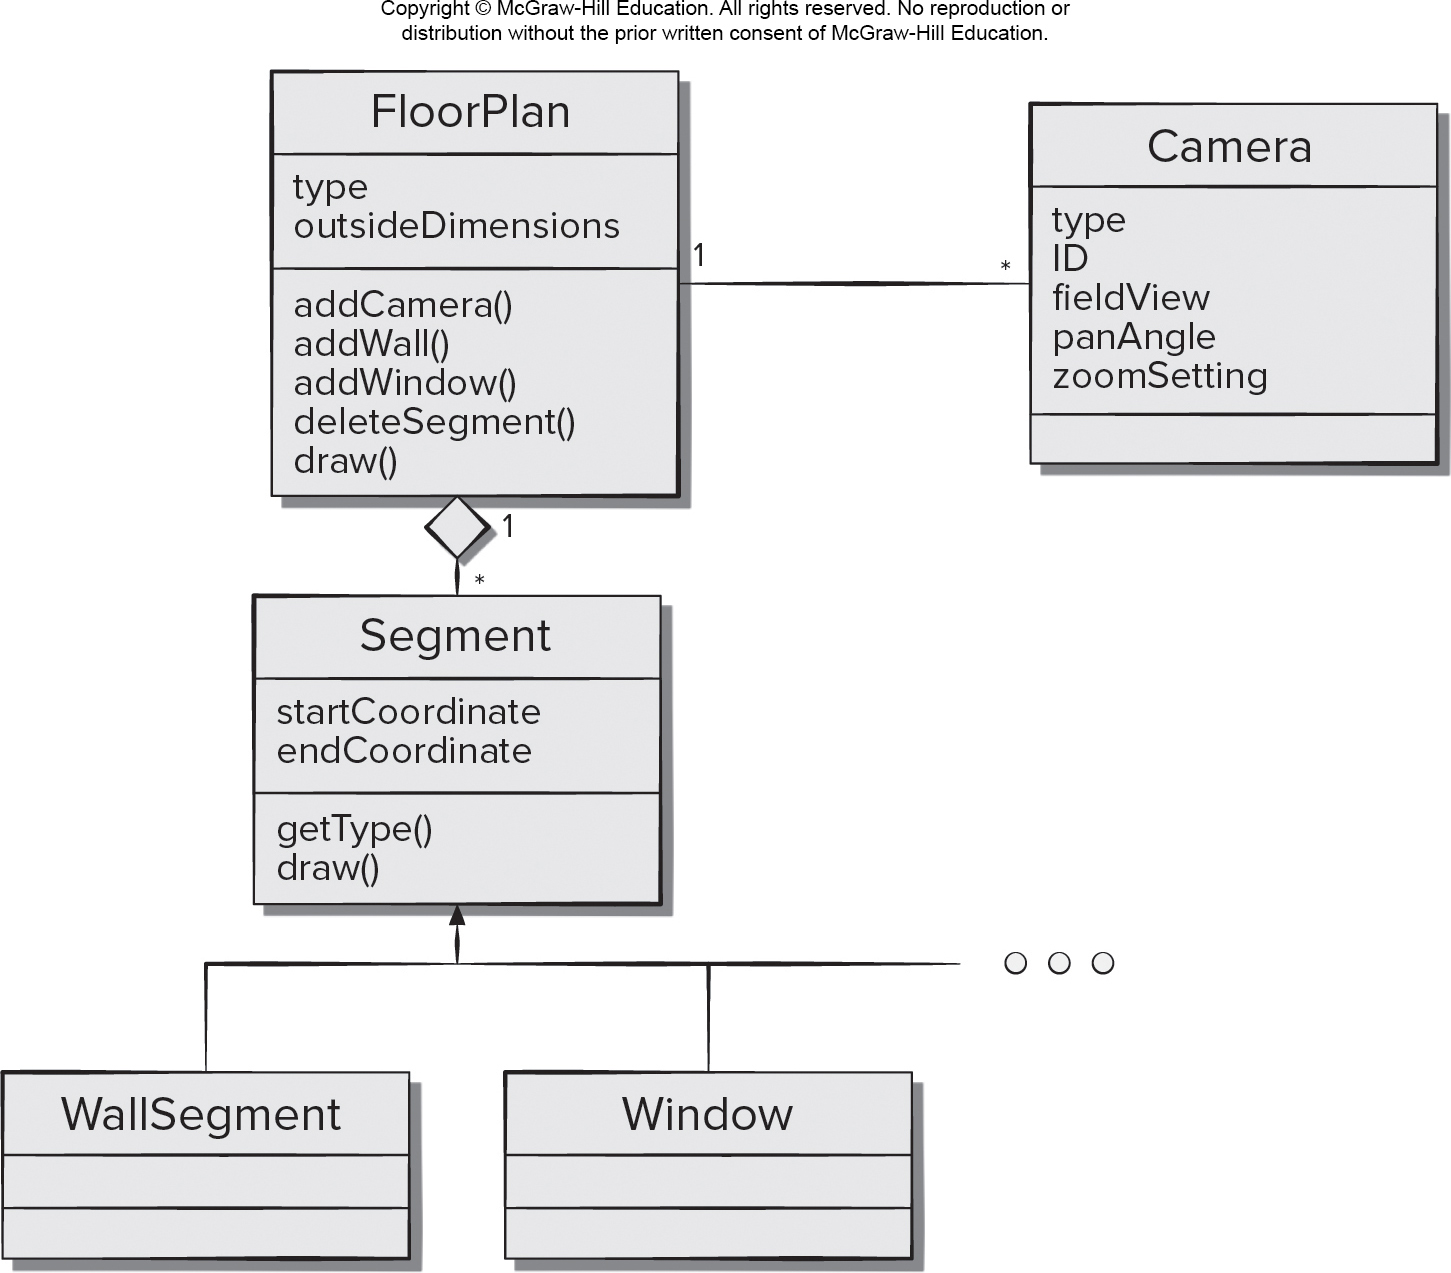 Copyright © McGraw-Hill Education. All rights reserved. No reproduction or
distribution without the prior written consent of McGraw-Hill Education.
FloorPlan
type
outsideDimensions
addCamera()
addWall()
addWindow()
deleteSegment()
draw()
1
*
Camera
type
ID
fieldView
panAngle
zoomSetting
1
*
Segment
startCoordinate
endCoordinate
getType()
draw()
WallSegment
Window